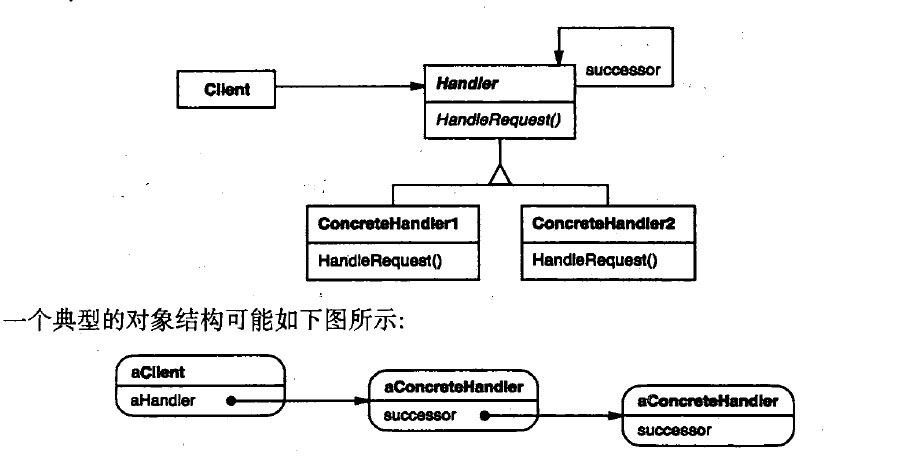 Client
Handler
successor
HandleRequest()
ConcreteHandler1
ConcreteHandler2
HandleRequest()
HandleRequest()
一个典型的对象结构可能如下图所示:
aClient
aHandler
aConcreteHandler
successor
aConcreteHandler
successor